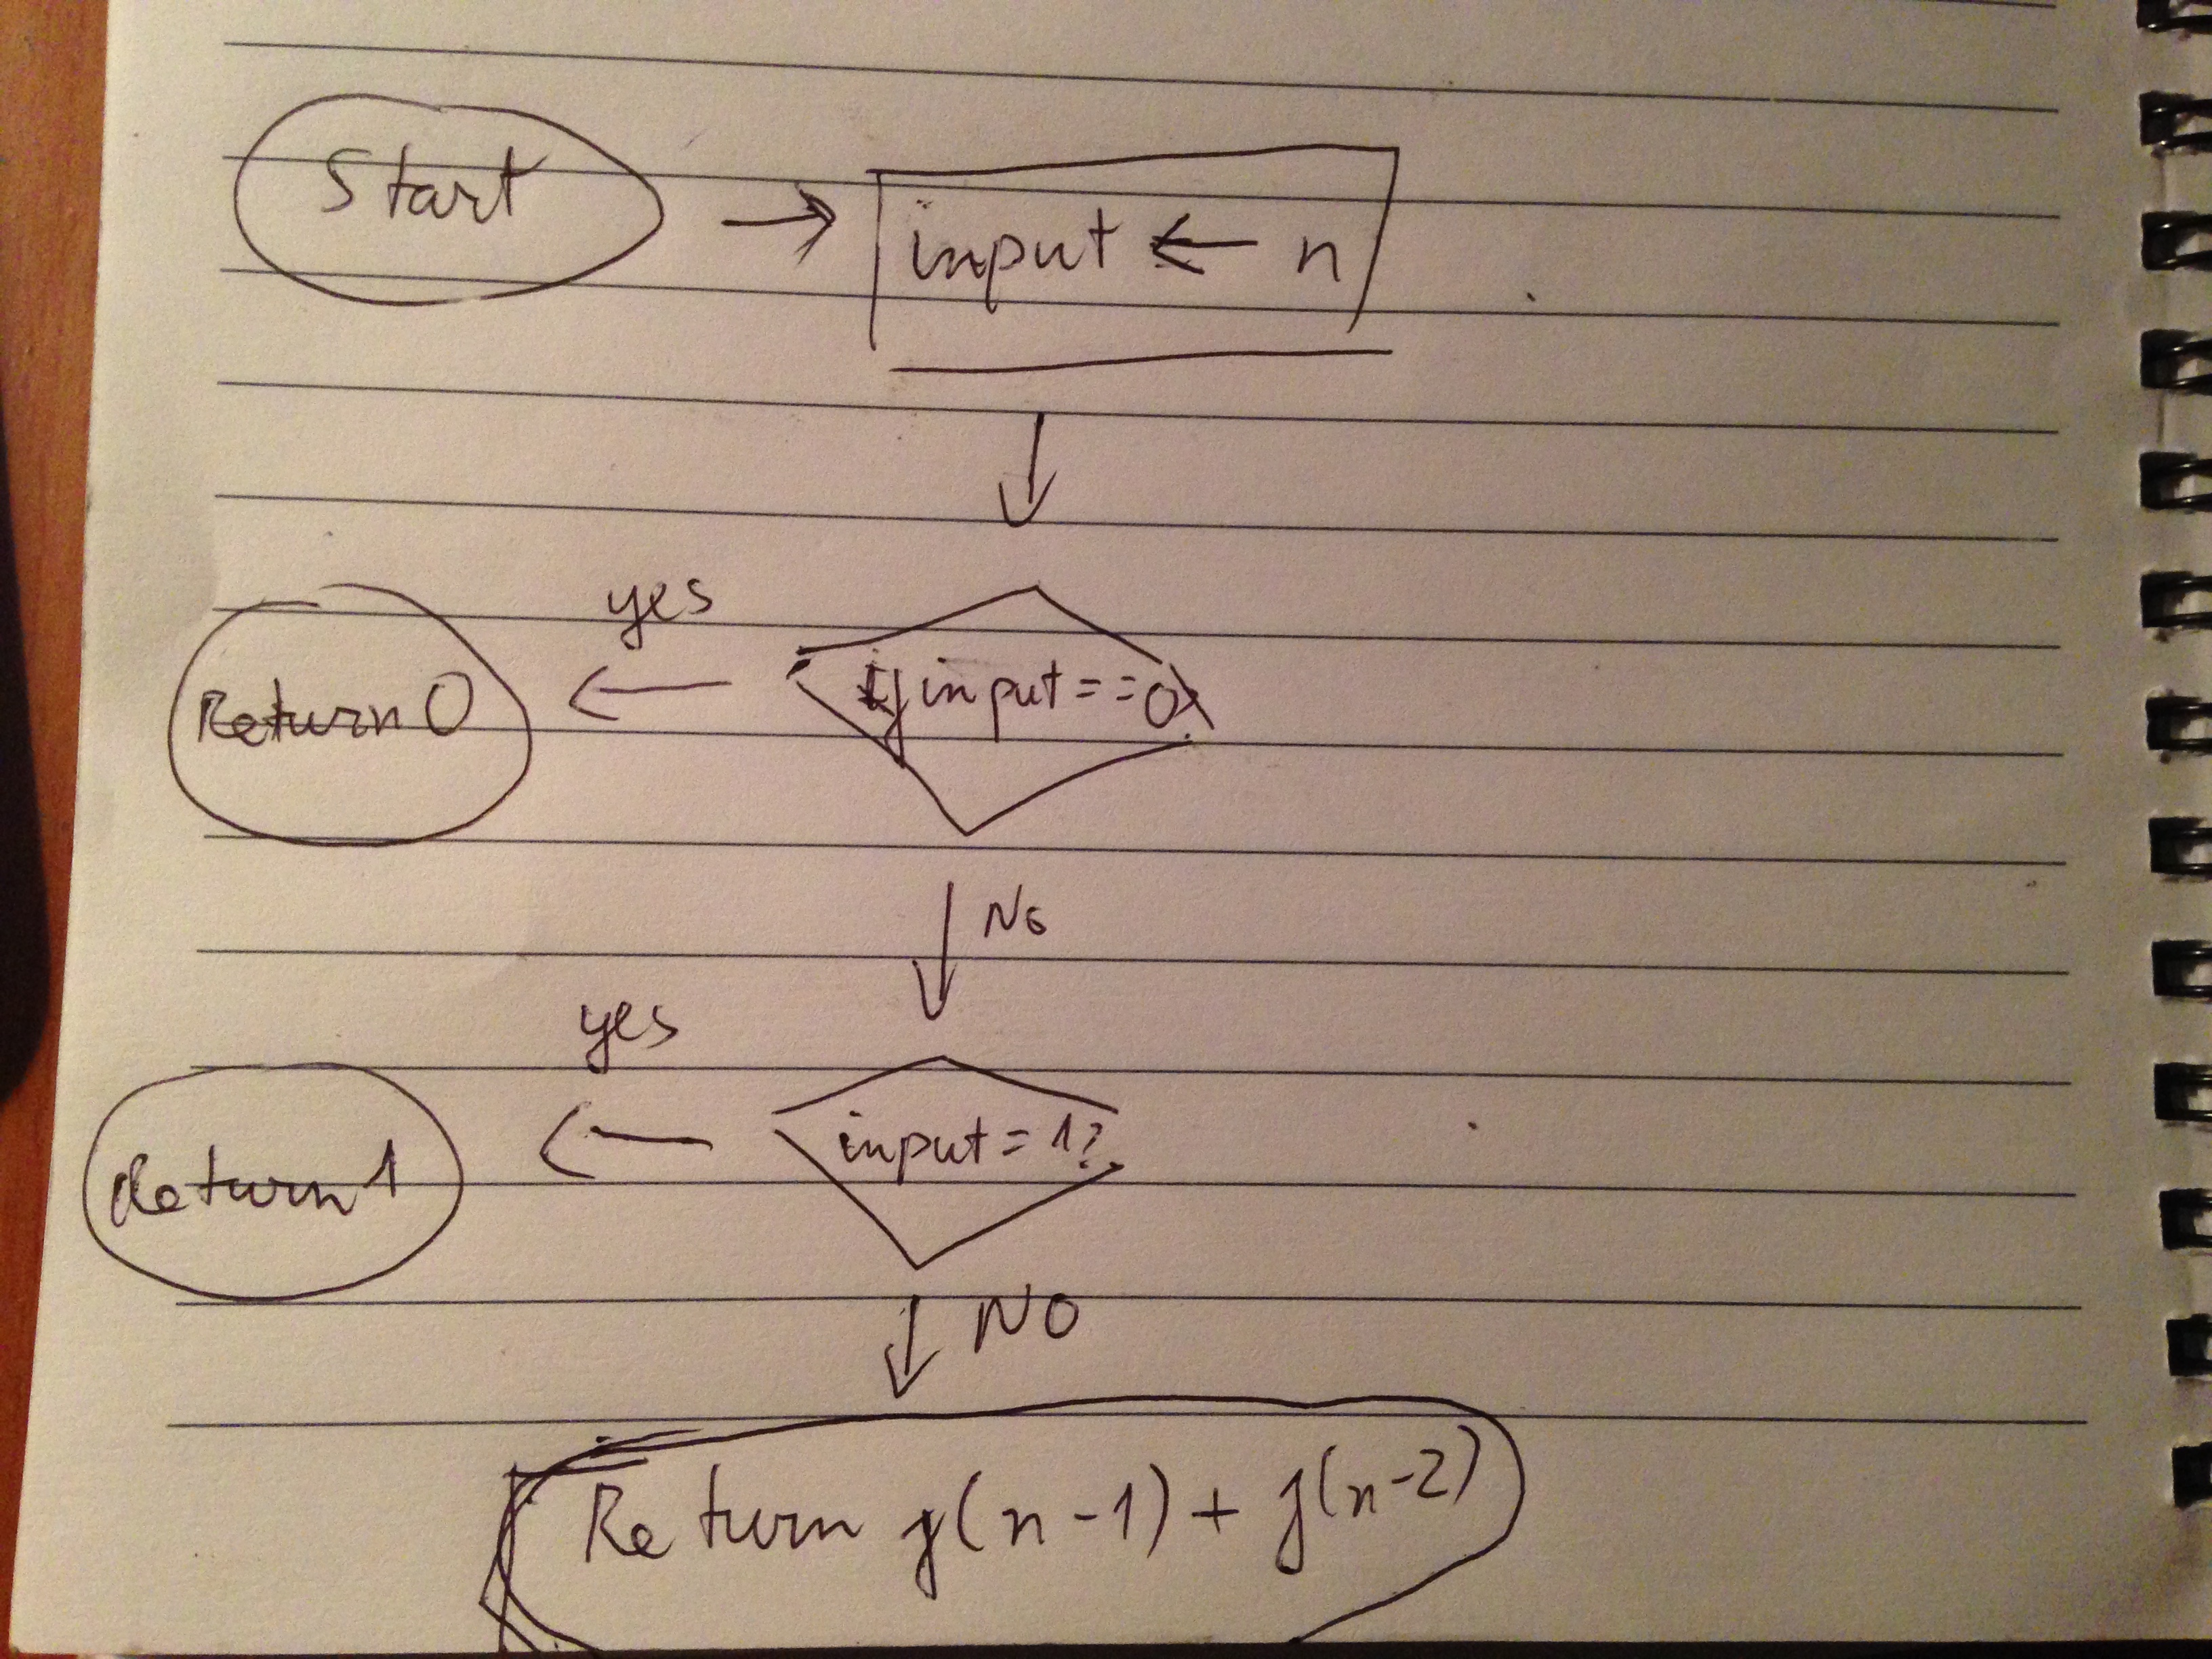 Start
input ← n
yes
if input == 0
Return 0
No
yes
input = 1?
Return 1
NO
Return f(n-1) + f(n-2)